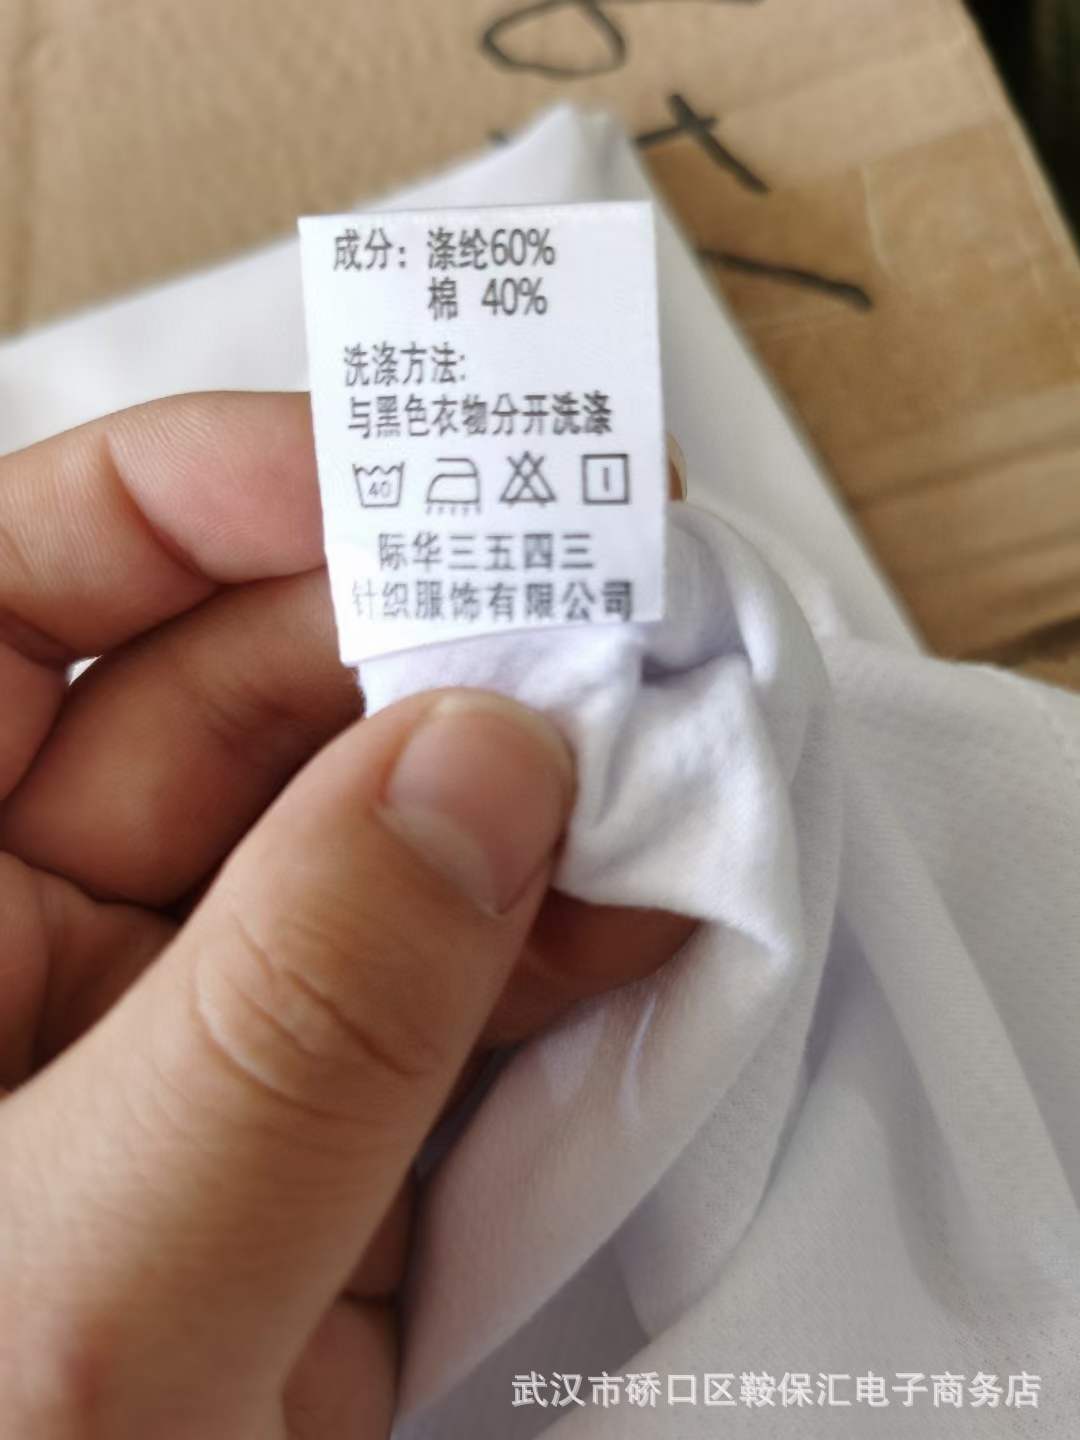 成分：涤纶60%
棉 40%
洗涤方法:
与黑色衣物分开洗涤
40
际华三五四三
针织服饰有限公司
武汉市硚口区鞍保汇电子商务店